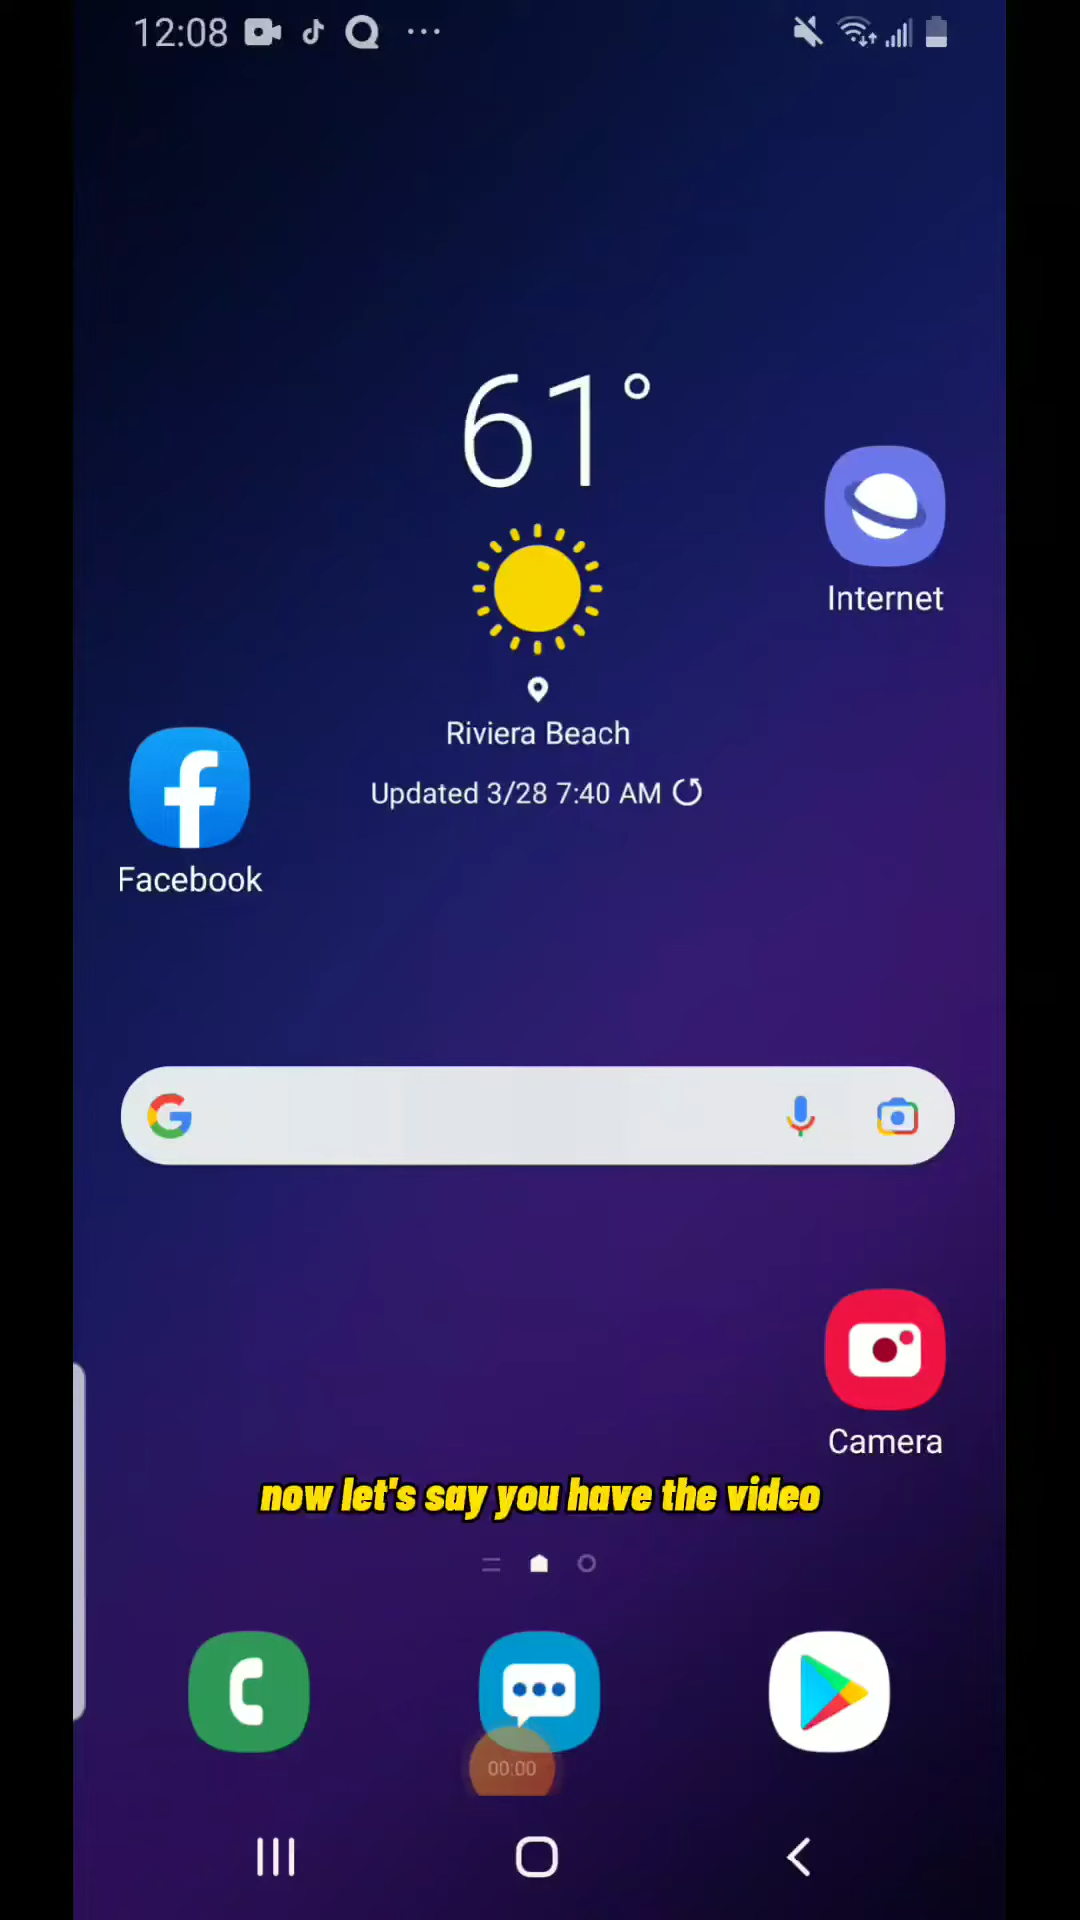 12:08
61°
Internet
Riviera Beach
Updated 3/28 7:40 AM
Facebook
Camera
now let's say you have the video
00:00